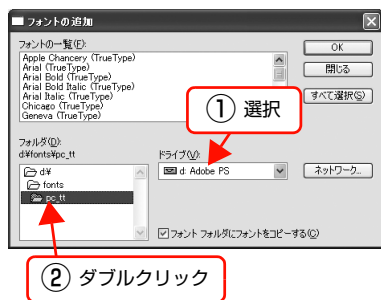 フォントの追加
フォントの一覧(F):
Apple Chancery (TrueType)
Arial (TrueType)
Arial Bold (TrueType)
Arial Bold Italic (TrueType)
Arial Italic (TrueType)
Chicago (TrueType)
Geneva (TrueType)
OK
閉じる
すべて選択(S)
① 選択
フォルダ(D):
d:¥fonts¥pc_tt
ドライブ(V):
d:¥
fonts
pc_tt
d: Adobe PS
ネットワーク...
フォント フォルダにフォントをコピーする(C)
② ダブルクリック